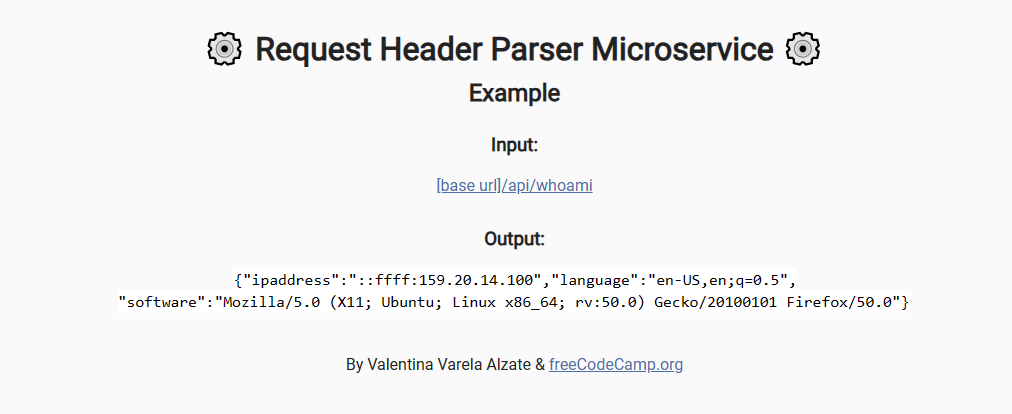 Request Header Parser Microservice
Example
Input:
[base url]/api/whoami
Output:
{"ipaddress":"::ffff:159.20.14.100","language":"en-US,en;q=0.5",
"software":"Mozilla/5.0 (X11; Ubuntu; Linux x86_64; rv:50.0) Gecko/20100101 Firefox/50.0"}
By Valentina Varela Alzate & freeCodeCamp.org